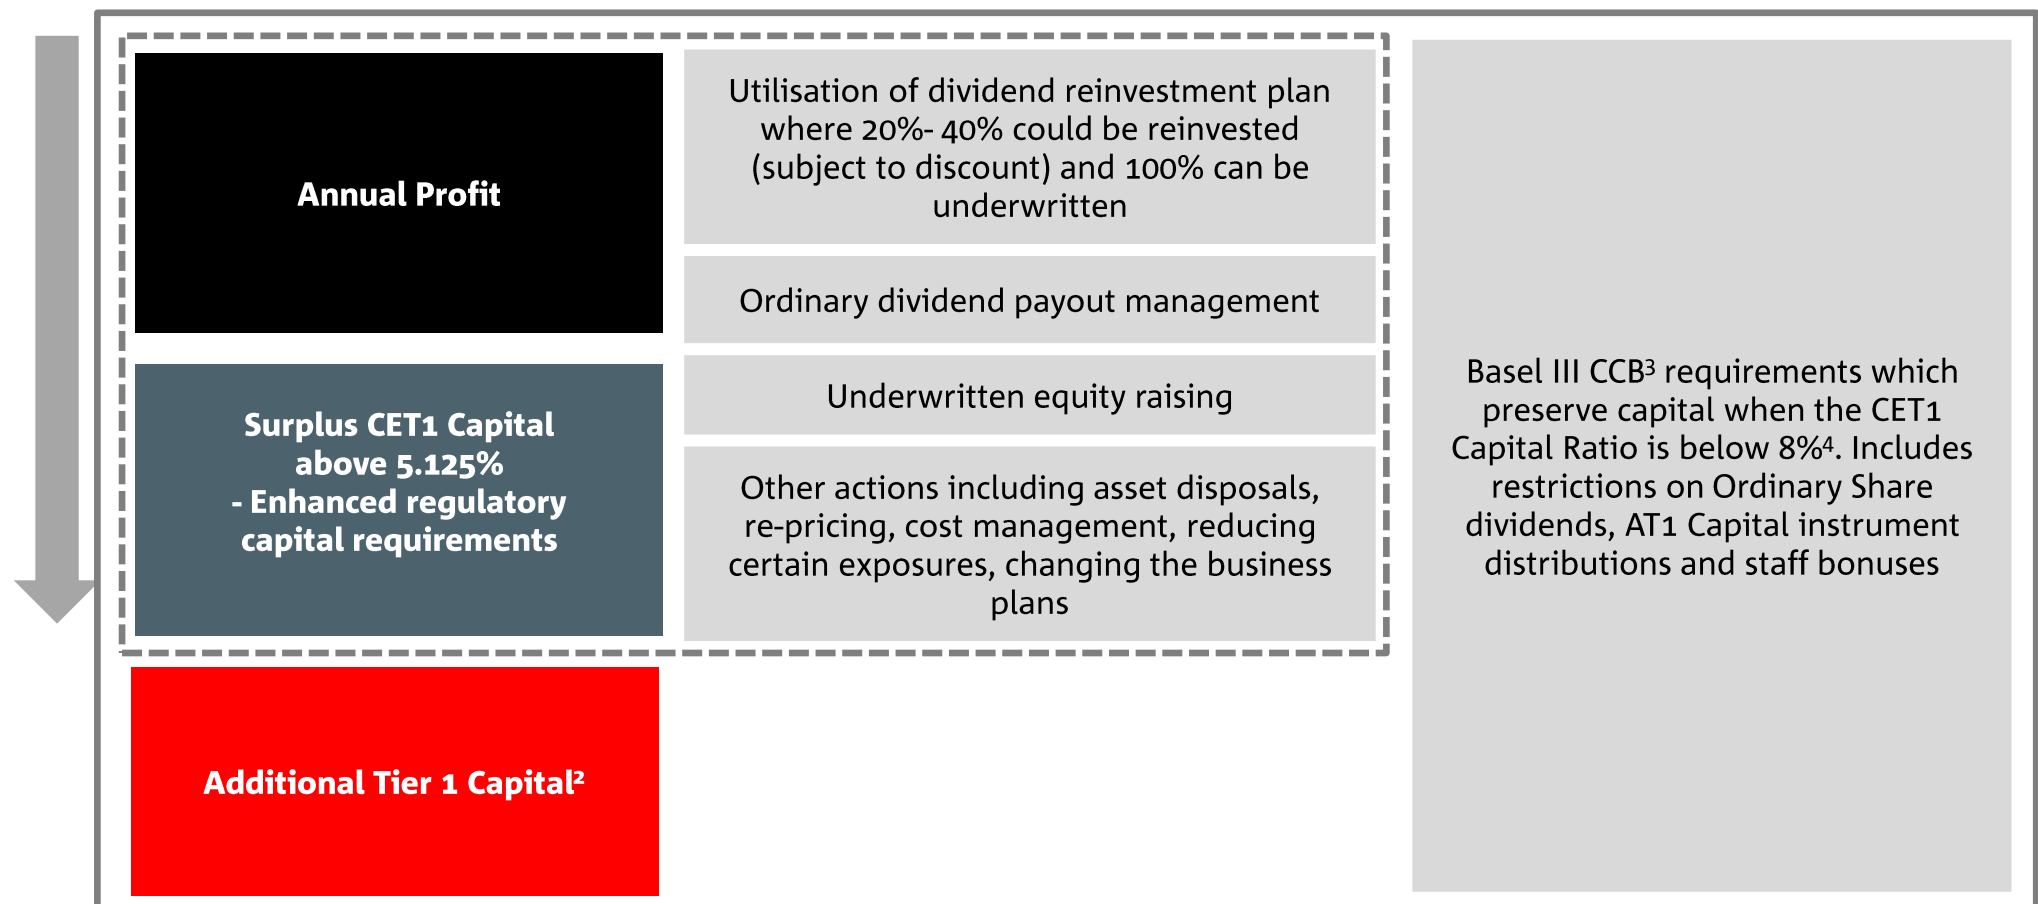 Annual Profit
Utilisation of dividend reinvestment plan
where 20%- 40% could be reinvested
(subject to discount) and 100% can be
underwritten
Ordinary dividend payout management
Surplus CET1 Capital
above 5.125%
- Enhanced regulatory
capital requirements
Underwritten equity raising
Other actions including asset disposals,
re-pricing, cost management, reducing
certain exposures, changing the business
plans
Additional Tier 1 Capital²
Basel III CCB³ requirements which
preserve capital when the CET1
Capital Ratio is below 8%⁴. Includes
restrictions on Ordinary Share
dividends, AT1 Capital instrument
distributions and staff bonuses